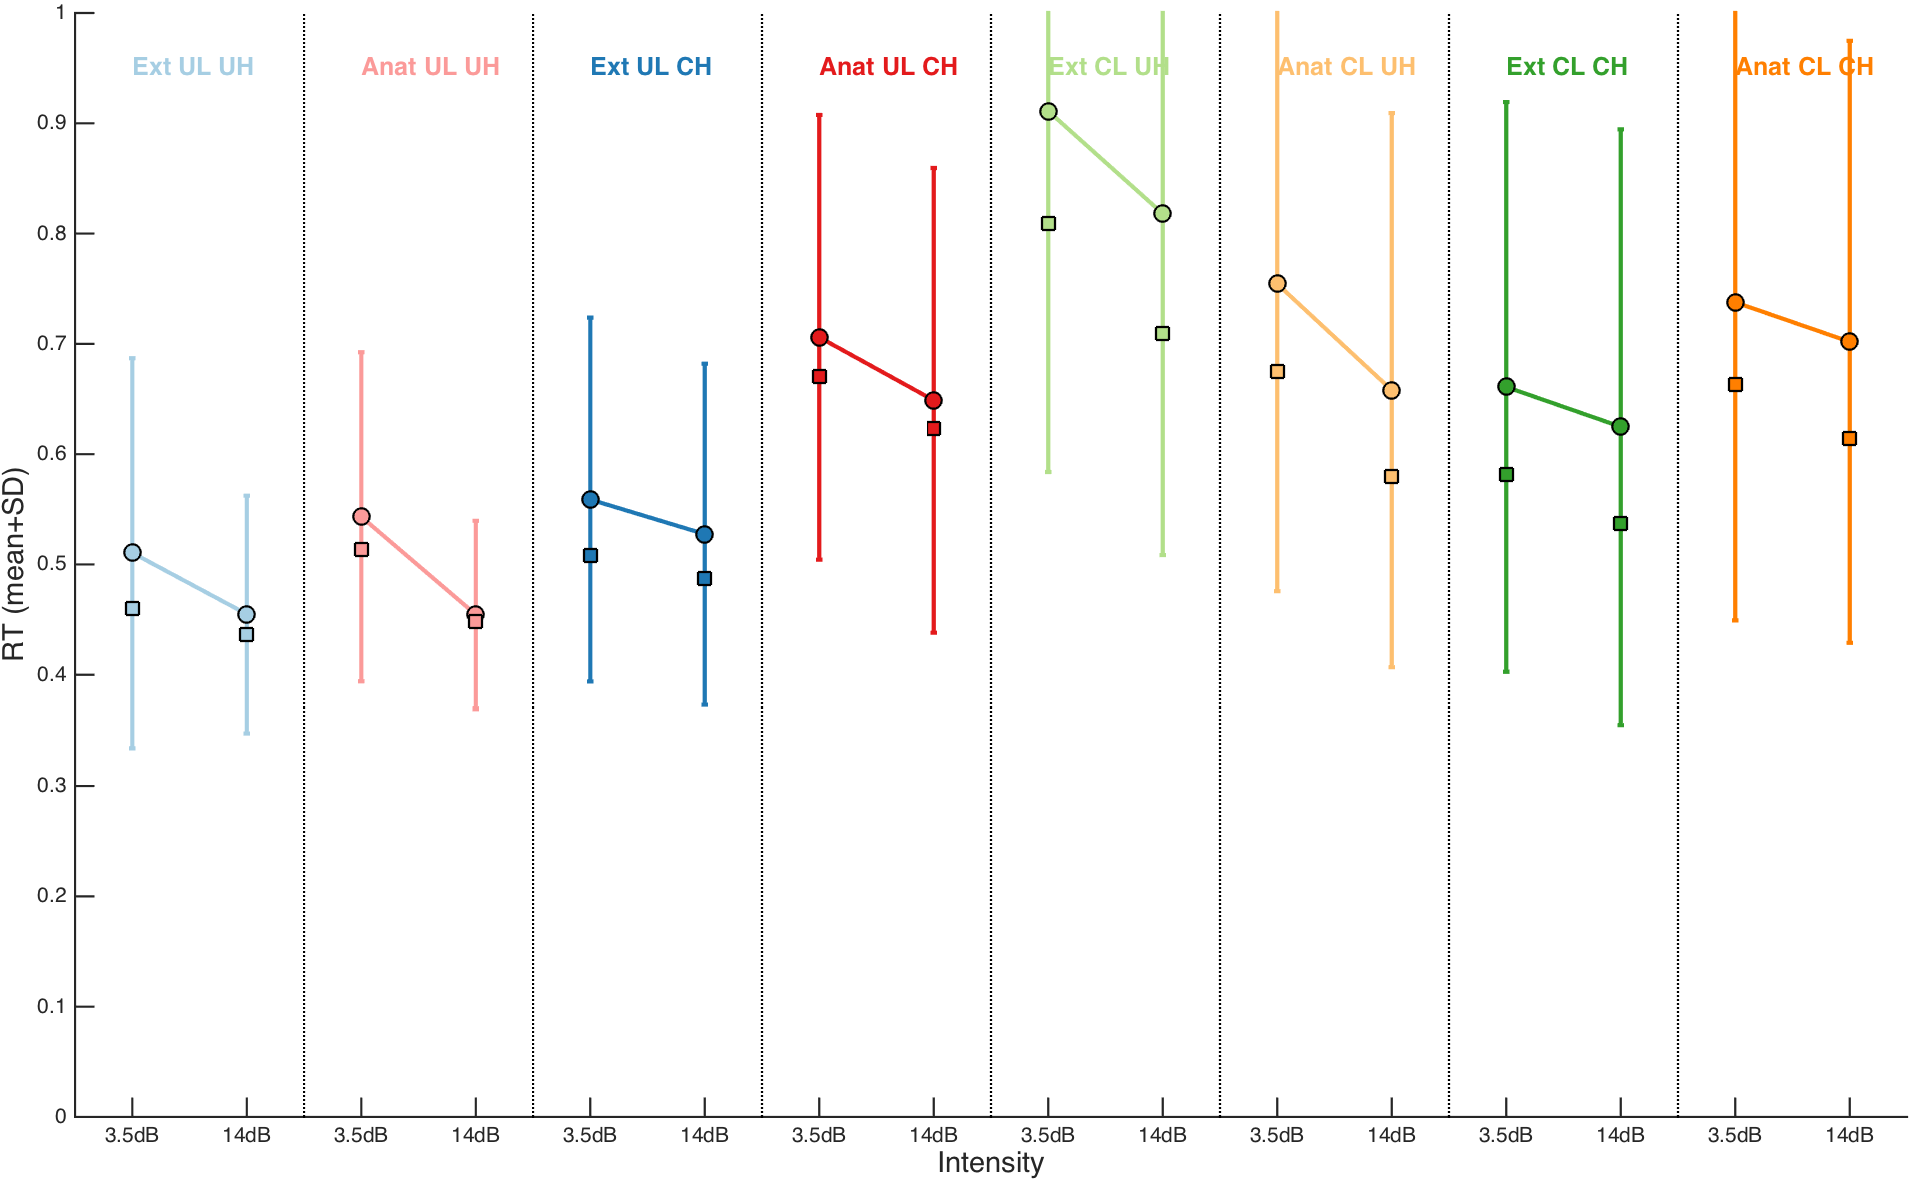 Ext UL UH
Anat UL UH
Ext UL CH
Anat UL CH
Ext CL UH
Anat CL UH
Ext CL CH
Anat CL CH
RT (mean+SD)
1
0.9
0.8
0.7
0.6
0.5
0.4
0.3
0.2
0.1
0
3.5dB 14dB 3.5dB 14dB 3.5dB 14dB 3.5dB 14dB 3.5dB 14dB 3.5dB 14dB 3.5dB 14dB 3.5dB 14dB
Intensity